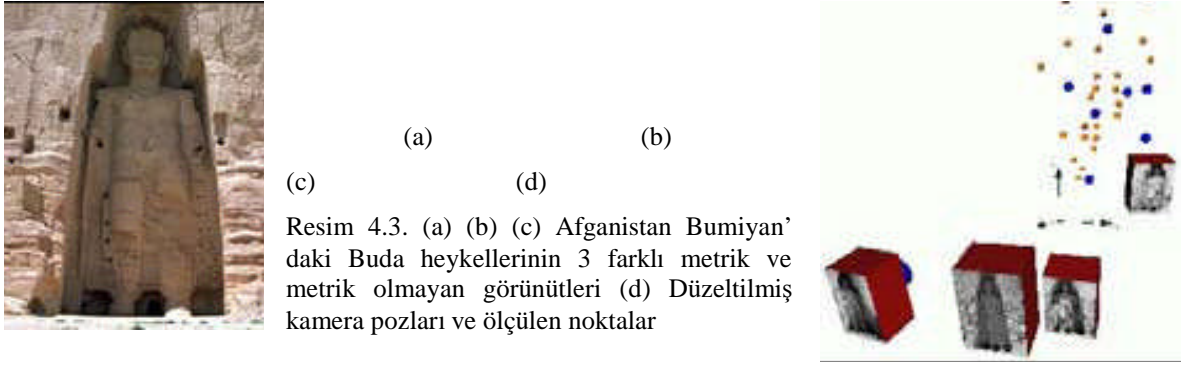 (a) (b)
(c) (d)
Resim 4.3. (a) (b) (c) Afganistan Bumiyan’
daki Buda heykellerinin 3 farklı metrik ve
metrik olmayan görünütleri (d) Düzeltilmiş
kamera pozları ve ölçülen noktalar